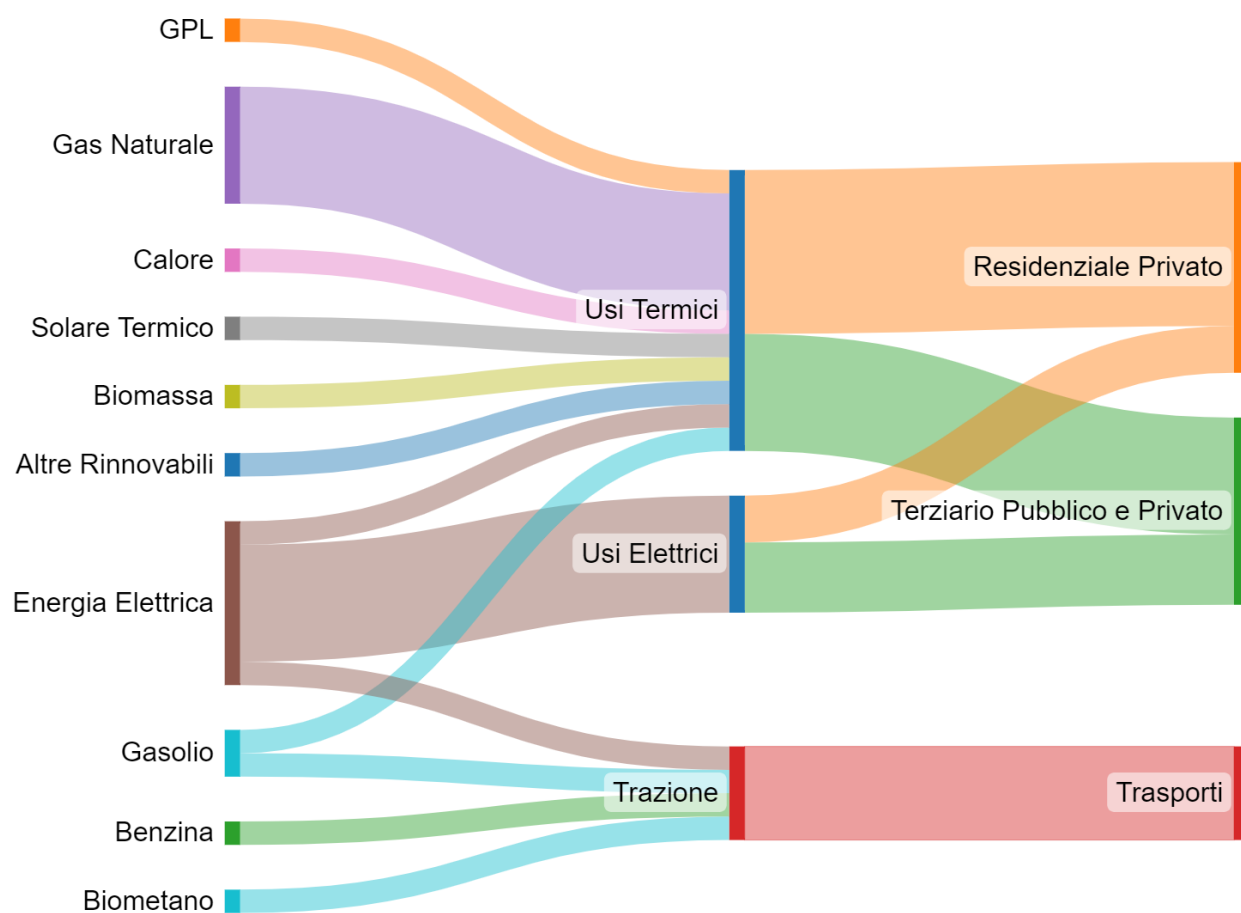 GPL
Gas Naturale
Calore
Solare Termico
Biomassa
Altre Rinnovabili
Energia Elettrica
Gasolio
Benzina
Biometano
Usi Termici
Usi Elettrici
Trazione
Residenziale Privato
Terziario Pubblico e Privato
Trasporti